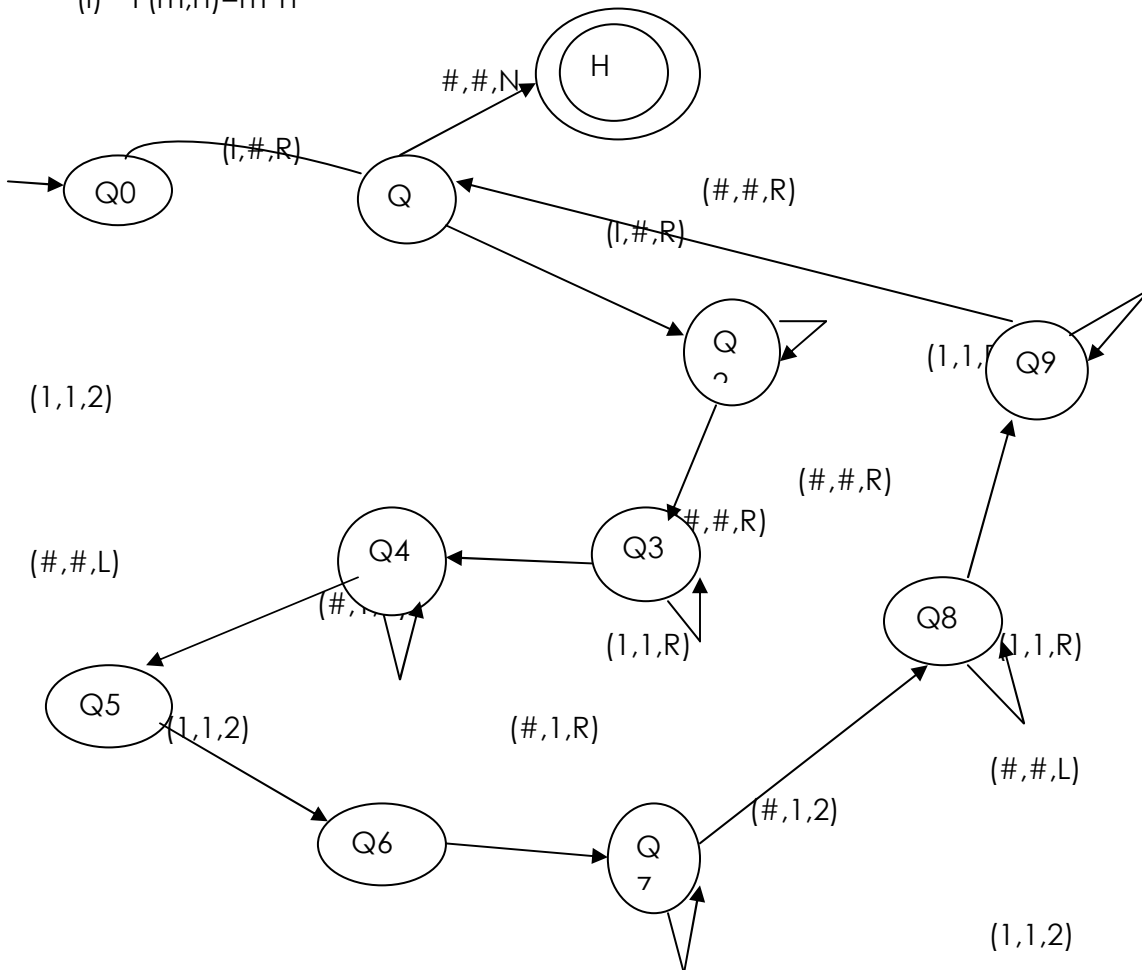 H
#,#,N
(I,#,R)
Q0
Q
(#,#,R)
(I,#,R)
Q
(1,1,
Q9
(1,1,2)
(#,#,R)
#,#,R)
Q4
Q3
(#,#,L)
(#,
Q8
(1,1,R)
(1,1,R)
Q5
(1,1,2)
(#,1,R)
(#,#,L)
(#,1,2)
Q6
Q
(1,1,2)